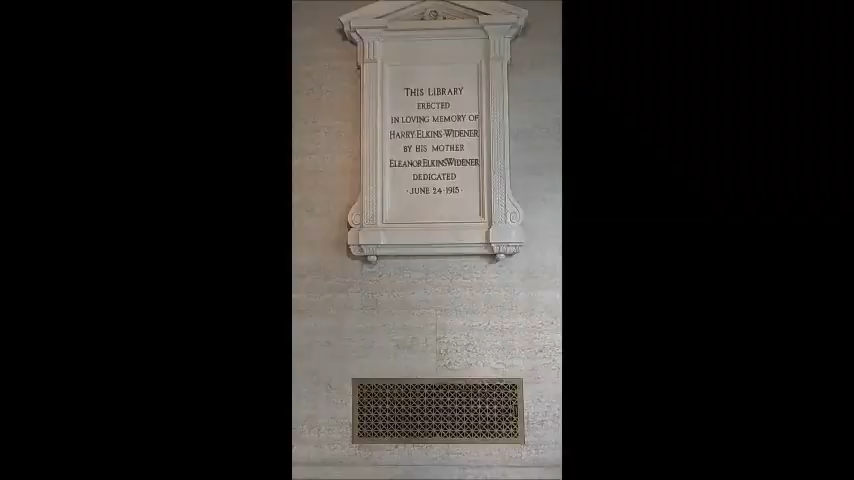 THIS LIBRARY
ERECTED
IN LOVING MEMORY OF
HARRY ELKINS WIDENER
BY HIS MOTHER
ELEANOR ELKINS WIDENER
DEDICATED
·JUNE·24·1915·